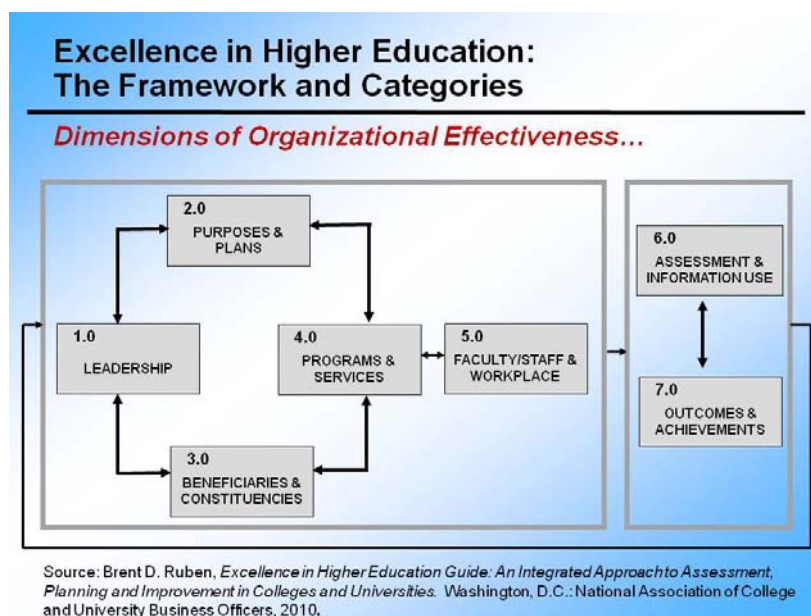 Excellence in Higher Education:
The Framework and Categories
Dimensions of Organizational Effectiveness...
2.0
PURPOSES &
PLANS
1.0
LEADERSHIP
4.0
PROGRAMS &
SERVICES
5.0
FACULTY/STAFF &
WORKPLACE
3.0
BENEFICIARIES &
CONSTITUENCIES
6.0
ASSESSMENT &
INFORMATION USE
7.0
OUTCOMES &
ACHIEVEMENTS
Source: Brent D. Ruben, Excellence in Higher Education Guide: An Integrated Approach to Assessment,
Planning and Improvement in Colleges and Universities. Washington, D.C.: National Association of College
and University Business Officers, 2010.